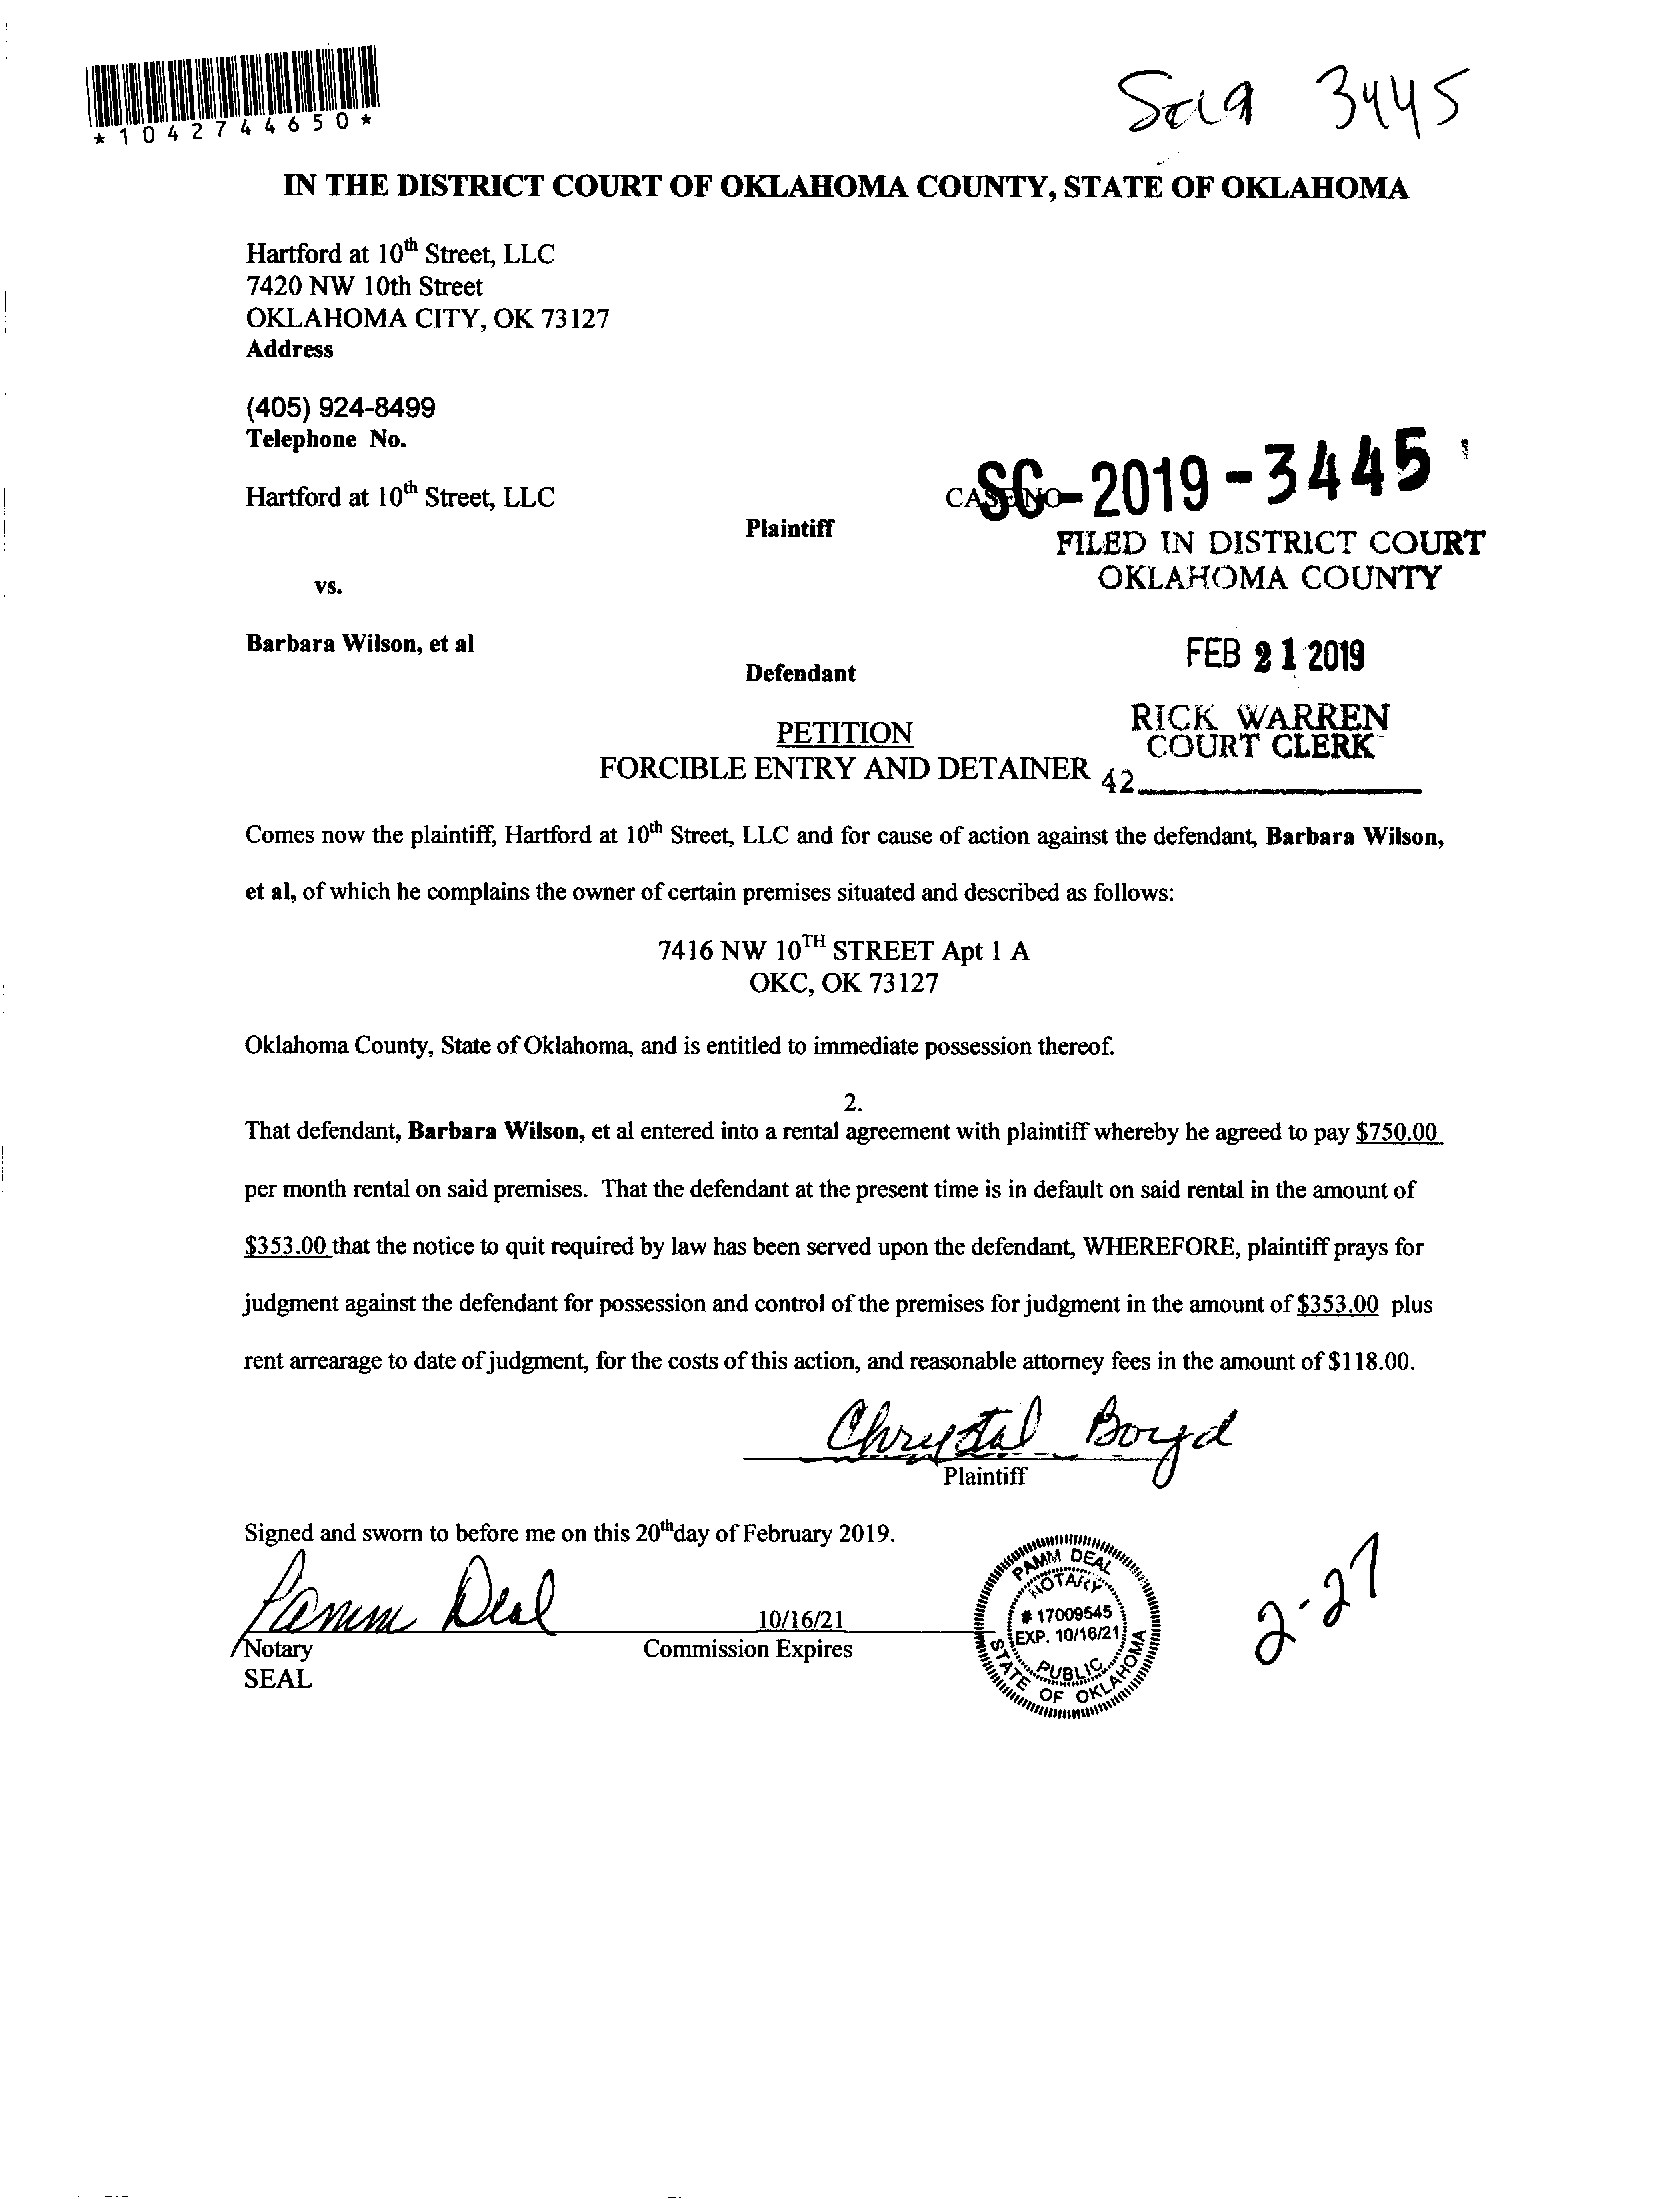 Sc19 3445
*1042744650*
IN THE DISTRICT COURT OF OKLAHOMA COUNTY, STATE OF OKLAHOMA
Hartford at 10th Street, LLC
7420 NW 10th Street
OKLAHOMA CITY, OK 73127
Address
(405) 924-8499
Telephone No.
Hartford at 10th Street, LLC
CASE NO
SC-2019-3445
Plaintiff
FILED IN DISTRICT COURT
OKLAHOMA COUNTY
vs.
Barbara Wilson, et al
Defendant
FEB 21 2019
RICK WARREN
COURT CLERK
42
PETITION
FORCIBLE ENTRY AND DETAINER
Comes now the plaintiff, Hartford at 10th Street, LLC and for cause of action against the defendant, Barbara Wilson,
et al, of which he complains the owner of certain premises situated and described as follows:
7416 NW 10TH STREET Apt 1 A
OKC, OK 73127
Oklahoma County, State of Oklahoma, and is entitled to immediate possession thereof.
2.
That defendant, Barbara Wilson, et al entered into a rental agreement with plaintiff whereby he agreed to pay $750.00
per month rental on said premises. That the defendant at the present time is in default on said rental in the amount of
$353.00 that the notice to quit required by law has been served upon the defendant, WHEREFORE, plaintiff prays for
judgment against the defendant for possession and control of the premises for judgment in the amount of $353.00 plus
rent arrearage to date of judgment, for the costs of this action, and reasonable attorney fees in the amount of $118.00.
Chrystal Boyd
Plaintiff
Signed and sworn to before me on this 20th day of February 2019.
Pamm Deal
10/16/21
Notary
Commission Expires
SEAL
PAMM DEAL
NOTARY
# 17009545
EXP. 10/16/21
PUBLIC
STATE OF OKLAHOMA
2-27